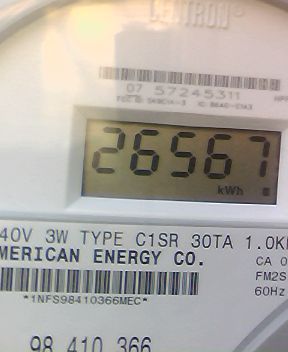 CENTRON®
07 57245311
26567
kWh
40V 3W TYPE C1SR 30TA 1.0K
MERICAN ENERGY CO.
CA 0
FM2S
60Hz
*1NFS98410366MEC*
98 410 366